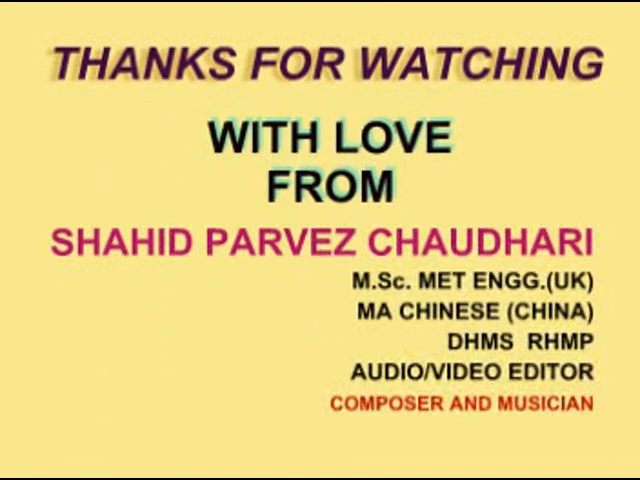 THANKS FOR WATCHING
WITH LOVE
FROM
SHAHID PARVEZ CHAUDHARI
M.Sc. MET ENGG.(UK)
MA CHINESE (CHINA)
DHMS RHMP
AUDIO/VIDEO EDITOR
COMPOSER AND MUSICIAN